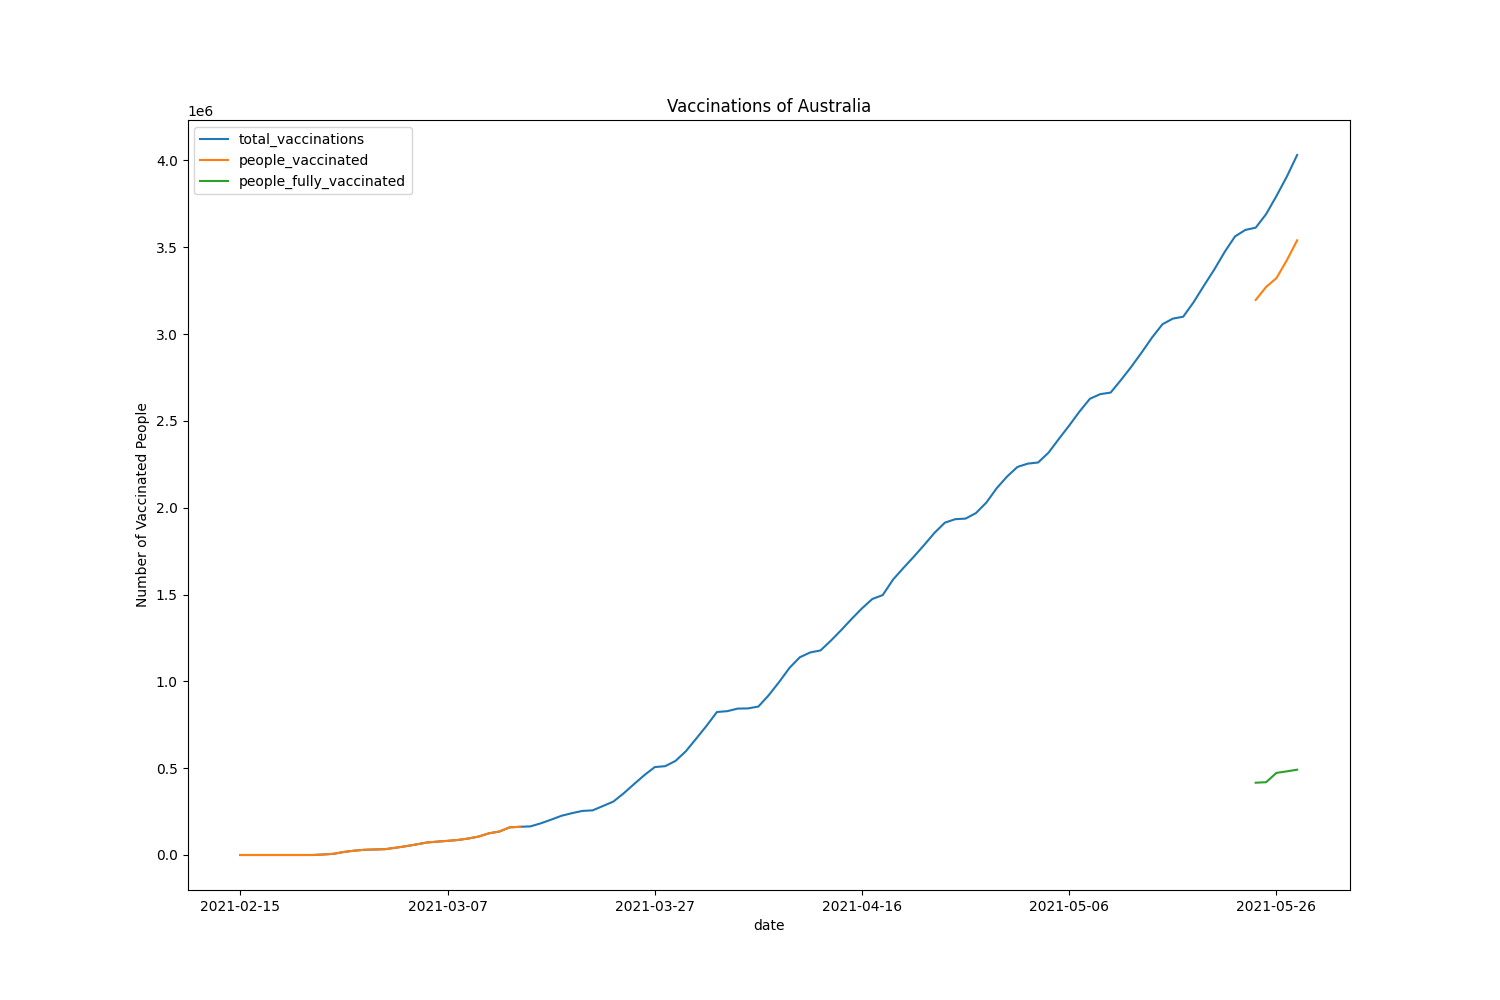 Vaccinations of Australia
1e6
total_vaccinations
people_vaccinated
people_fully_vaccinated
4.0
3.5
3.0
2.5
2.0
1.5
1.0
0.5
0.0
Number of Vaccinated People
2021-02-15 2021-03-07 2021-03-27 2021-04-16 2021-05-06 2021-05-26
date